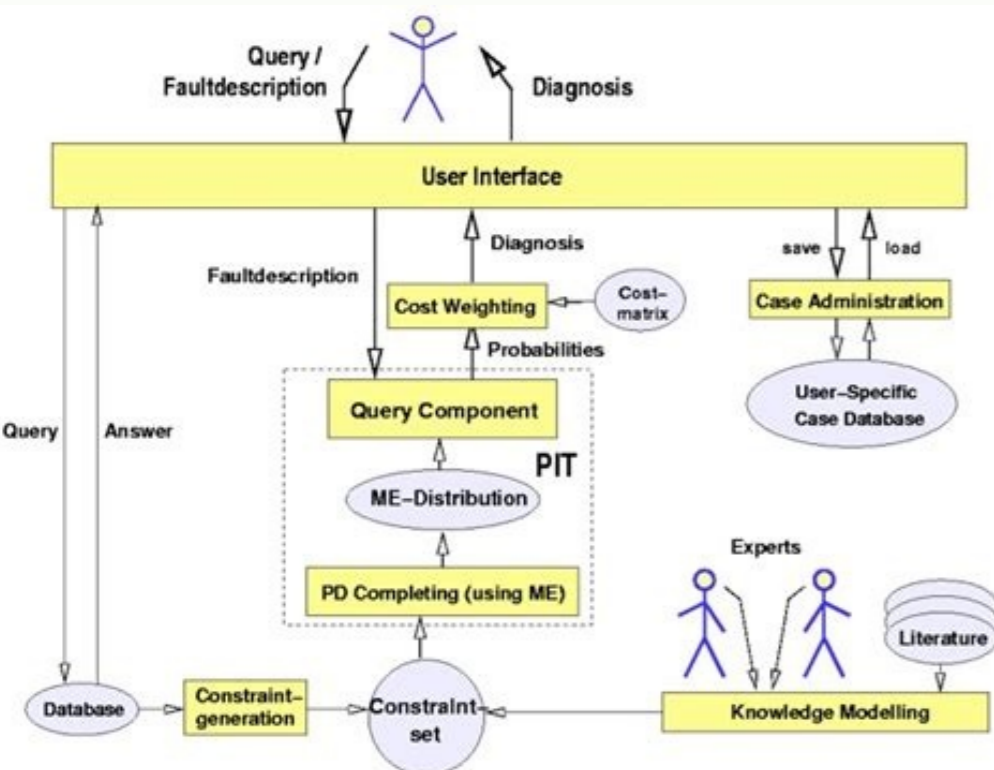 Query /
Faultdescription
Diagnosis
User Interface
Faultdescription
Diagnosis
save
load
Cost Weighting
Cost–
matrix
Case Administration
Probabilities
Query Component
User–Specific
Case Database
Query
Answer
PIT
ME–Distribution
Experts
PD Completing (using ME)
Literature
Database
Constraint–
generation
Constraint–
set
Knowledge Modelling